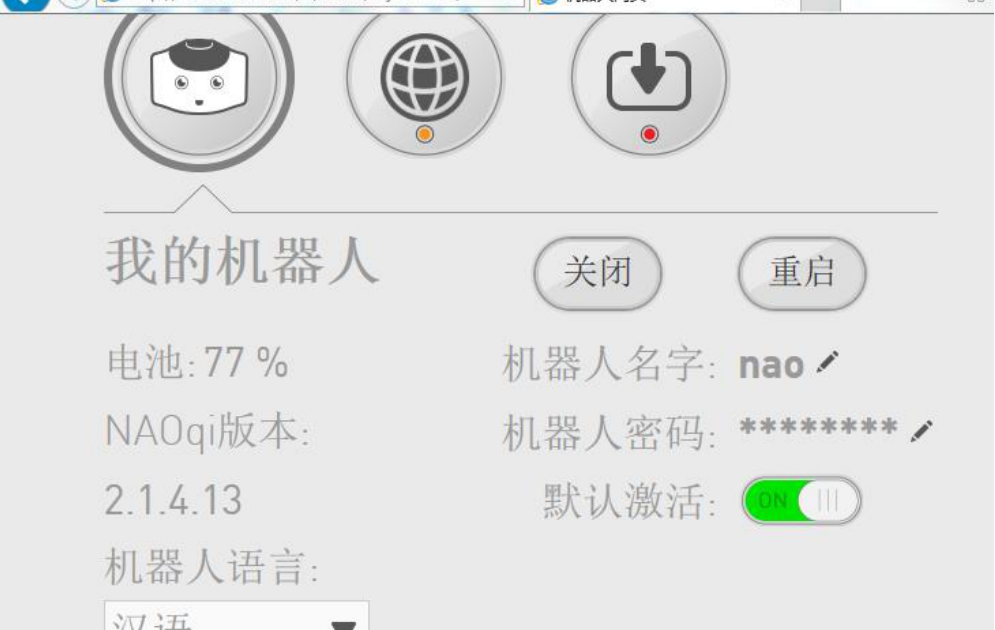 我的机器人
关闭
重启
电池: 77 %
机器人名字: nao
NAOqi版本:
机器人密码: ********
2.1.4.13
默认激活: ON
机器人语言:
汉语